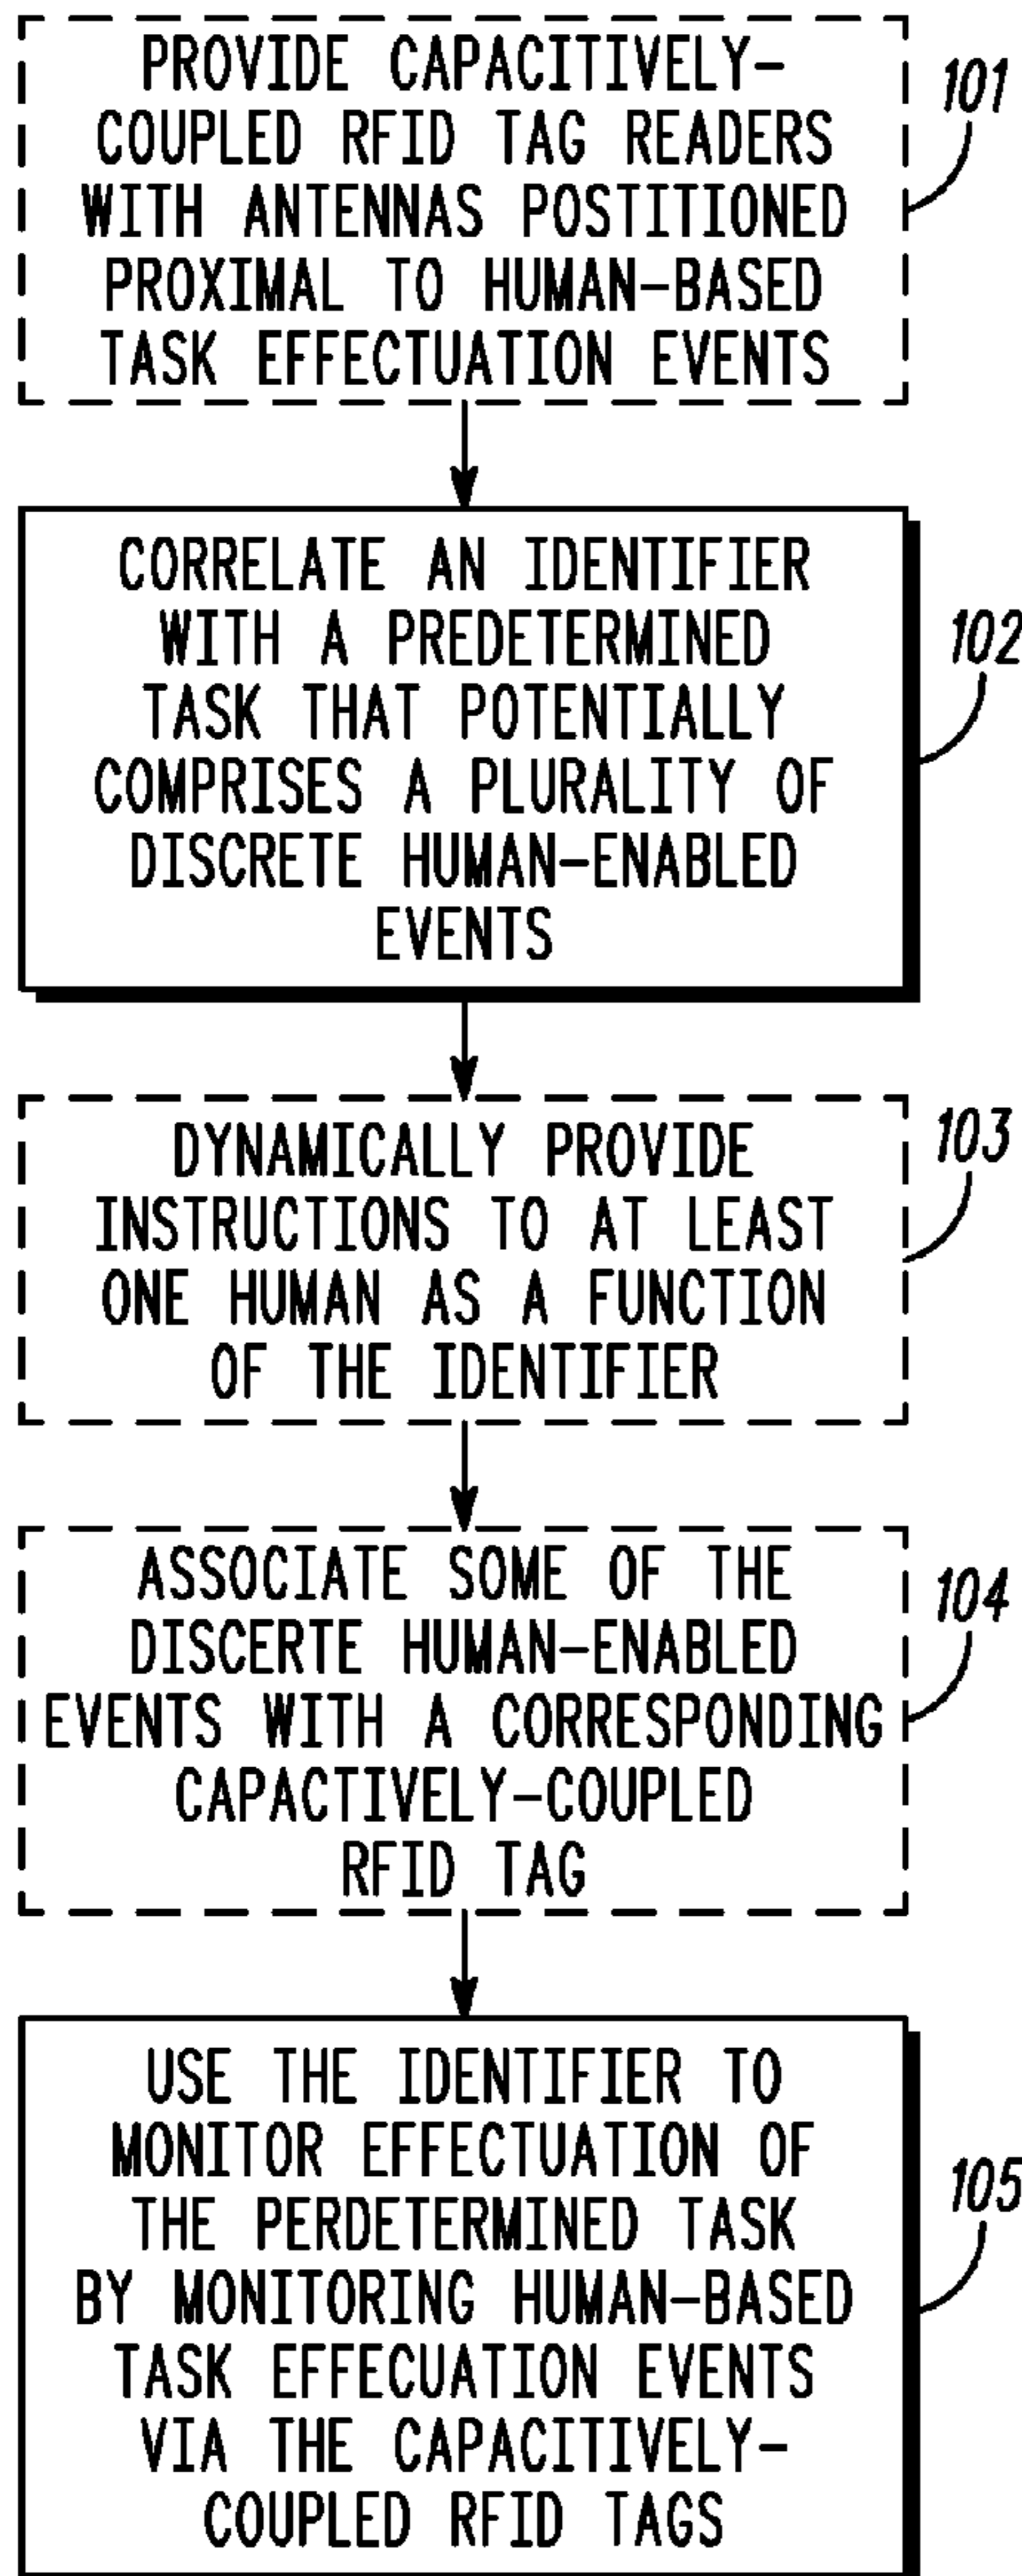 PROVIDE CAPACITIVELY-
COUPLED RFID TAG READERS
WITH ANTENNAS POSTITIONED
PROXIMAL TO HUMAN-BASED
TASK EFFECTUATION EVENTS
101
CORRELATE AN IDENTIFIER
WITH A PREDETERMINED
TASK THAT POTENTIALLY
COMPRISES A PLURALITY OF
DISCRETE HUMAN-ENABLED
EVENTS
102
DYNAMICALLY PROVIDE
INSTRUCTIONS TO AT LEAST
ONE HUMAN AS A FUNCTION
OF THE IDENTIFIER
103
ASSOCIATE SOME OF THE
DISCERTE HUMAN-ENABLED
EVENTS WITH A CORRESPONDING
CAPACTIVELY-COUPLED
RFID TAG
104
USE THE IDENTIFIER TO
MONITOR EFFECTUATION OF
THE PERDETERMINED TASK
BY MONITORING HUMAN-BASED
TASK EFFECUATION EVENTS
VIA THE CAPACITIVELY-
COUPLED RFID TAGS
105